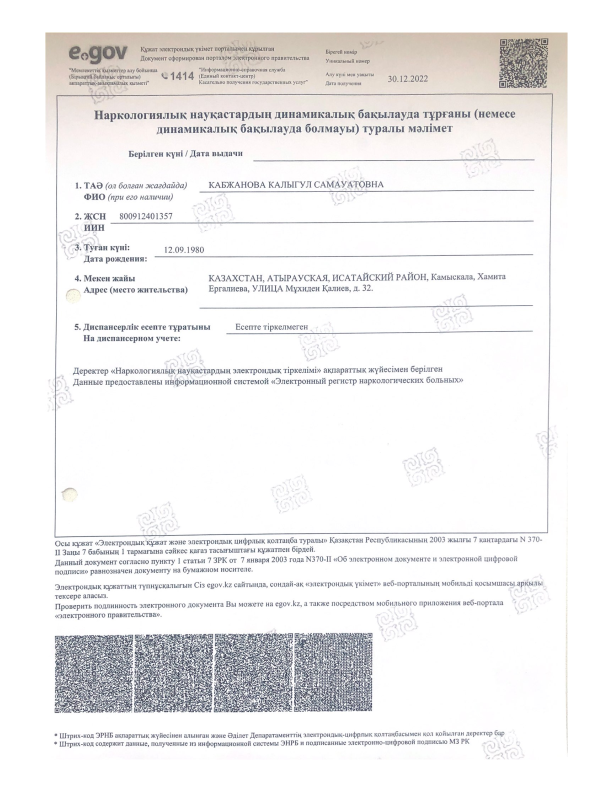 egov
Құжат электрондық үкімет порталымен құрылған
Документ сформирован порталом электронного правительства
"Мемлекеттік қызметтер алу бойынша
(Бірыңғай байланыс орталығы)
ақпараттық-анықтамалық қызметі"
1414
"Информационно-справочная служба
(Единый контакт-центр)
Касательно получения государственных услуг"
Бірегей нөмір
Уникальный номер
Алу күні мен уақыты
Дата получения
30.12.2022
Наркологиялық науқастардың динамикалық бақылауда тұрғаны (немесе
динамикалық бақылауда болмауы) туралы мәлімет
Берілген күні / Дата выдачи
1. ТАӘ (ол болған жағдайда) КАБЖАНОВА КАЛЫГУЛ САМАУАТОВНА
ФИО (при его наличии)
2. ЖСН 800912401357
ИИН
3. Туған күні: 12.09.1980
Дата рождения:
4. Мекен жайы КАЗАХСТАН, АТЫРАУСКАЯ, ИСАТАЙСКИЙ РАЙОН, Камыскала, Хамита
Адрес (место жительства) Ергалиева, УЛИЦА Мұхиден Қалиев, д. 32.
5. Диспансерлік есепте тұратыны Есепте тіркелмеген
На диспансерном учете:
Деректер «Наркологиялық науқастардың электрондық тіркелімі» ақпараттық жүйесімен берілген
Данные предоставлены информационной системой «Электронный регистр наркологических больных»
Осы құжат «Электрондық құжат және электрондық цифрлық қолтаңба туралы» Қазақстан Республикасының 2003 жылғы 7 қаңтардағы N 370-
II Заңы 7 бабының 1 тармағына сәйкес қағаз тасығыштағы құжатпен бірдей.
Данный документ согласно пункту 1 статьи 7 ЗРК от 7 января 2003 года N370-II «Об электронном документе и электронной цифровой
подписи» равнозначен документу на бумажном носителе.
Электрондық құжаттың түпнұсқалығын Сіз egov.kz сайтында, сондай-ақ «электрондық үкімет» веб-порталының мобильді қосымшасы арқылы
тексере аласыз.
Проверить подлинность электронного документа Вы можете на egov.kz, а также посредством мобильного приложения веб-портала
«электронного правительства».
* Штрих-код ЭРНБ ақпараттық жүйесінен алынған және Әділет Департаментінің электрондық-цифрлық қолтаңбасымен қол қойылған деректер бар
* Штрих-код содержит данные, полученные из информационной системы ЭНРБ и подписанные электронно-цифровой подписью МЗ РК